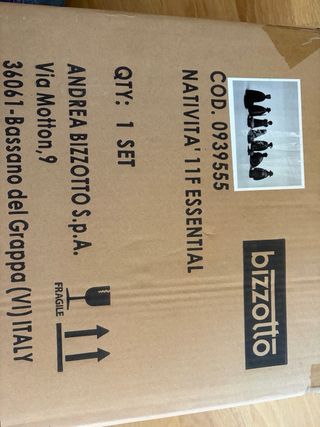 bizzotto
COD. 0939555
NATIVITA' 11F ESSENTIAL
QTY: 1 SET
ANDREA BIZZOTTO S.p.A.
Via Motton,9
36061-Bassano del Grappa (VI) ITALY
FRAGILE